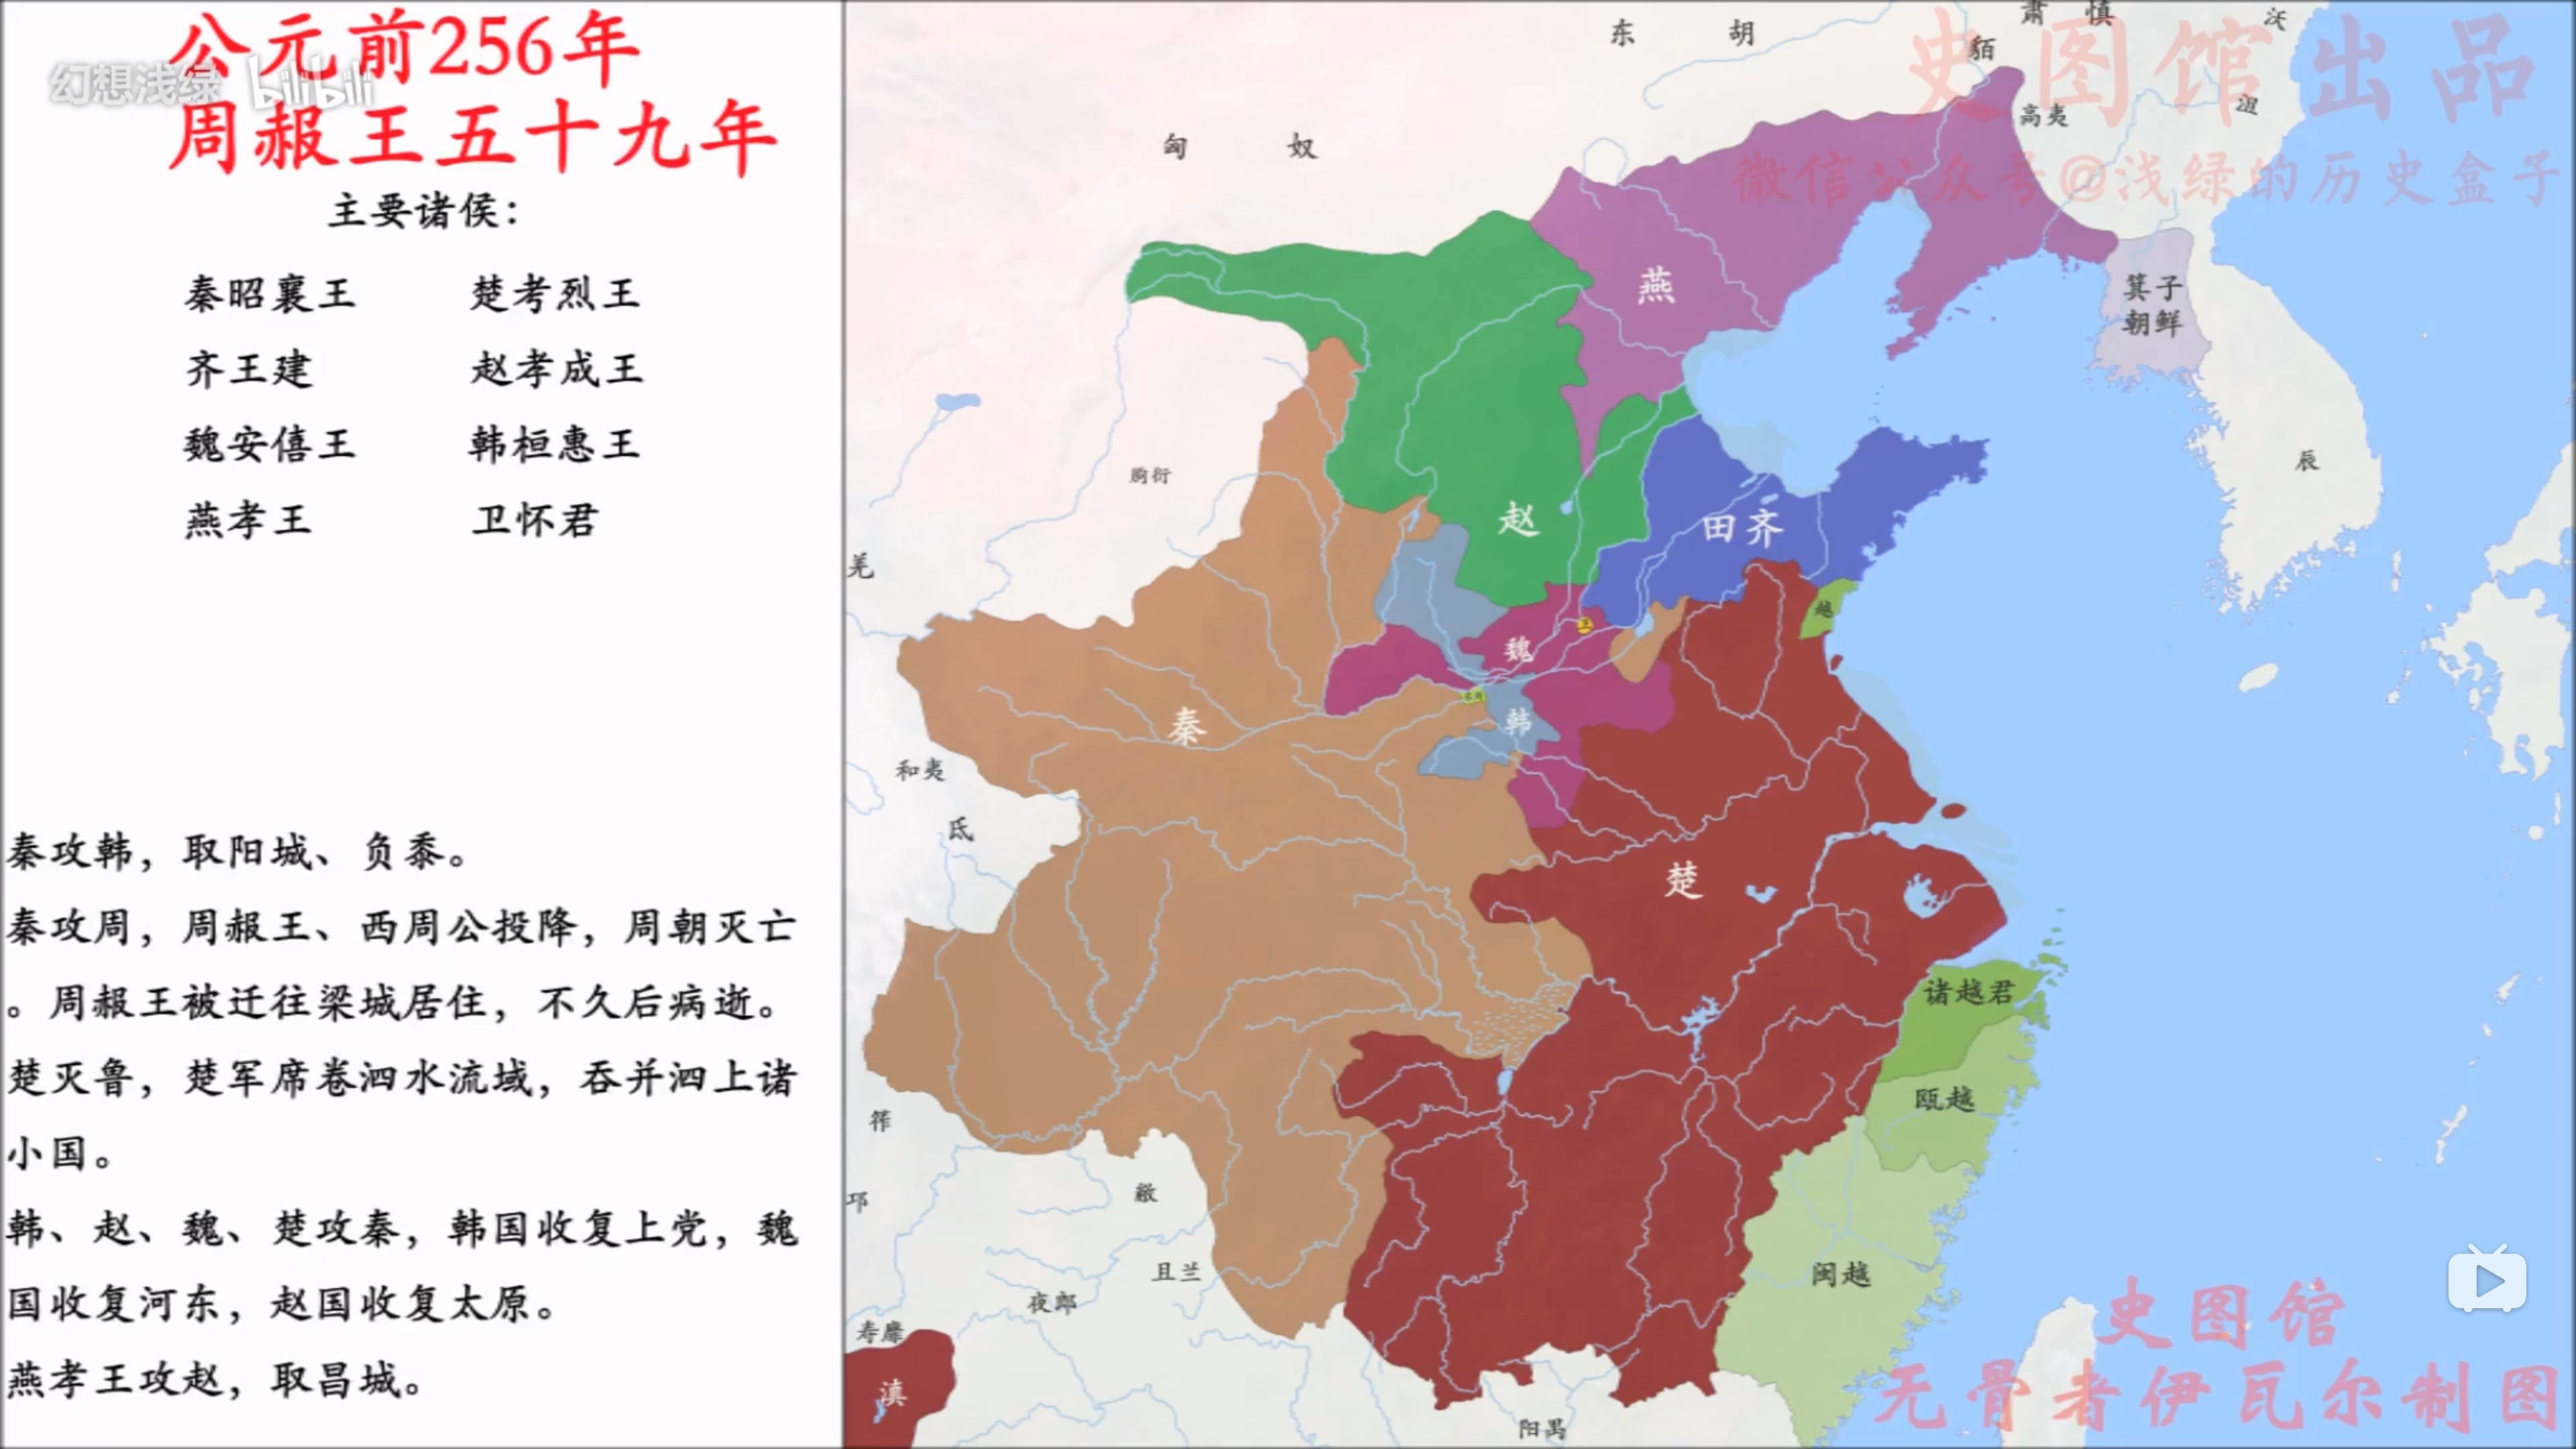 公元前256年
幻想浅绿 bilibili
周赧王五十九年
主要诸侯：
秦昭襄王 楚考烈王
齐王建 赵孝成王
魏安僖王 韩桓惠王
燕孝王 卫怀君
秦攻韩，取阳城、负黍。
秦攻周，周赧王、西周公投降，周朝灭亡
。周赧王被迁往梁城居住，不久后病逝。
楚灭鲁，楚军席卷泗水流域，吞并泗上诸
小国。
韩、赵、魏、楚攻秦，韩国收复上党，魏
国收复河东，赵国收复太原。
燕孝王攻赵，取昌城。
肃慎
沃
东胡
貊
史图馆出品
沮
高夷
匈奴
微信公众号@浅绿的历史盒子
燕
箕子
朝鲜
朐衍
辰
赵
田齐
羌
越
卫
魏
秦
韩
和夷
氐
楚
诸越君
瓯越
筰
邛
敝
且兰
闽越
夜郎
寿靡
滇
阳禺
史图馆
无骨者伊瓦尔制图